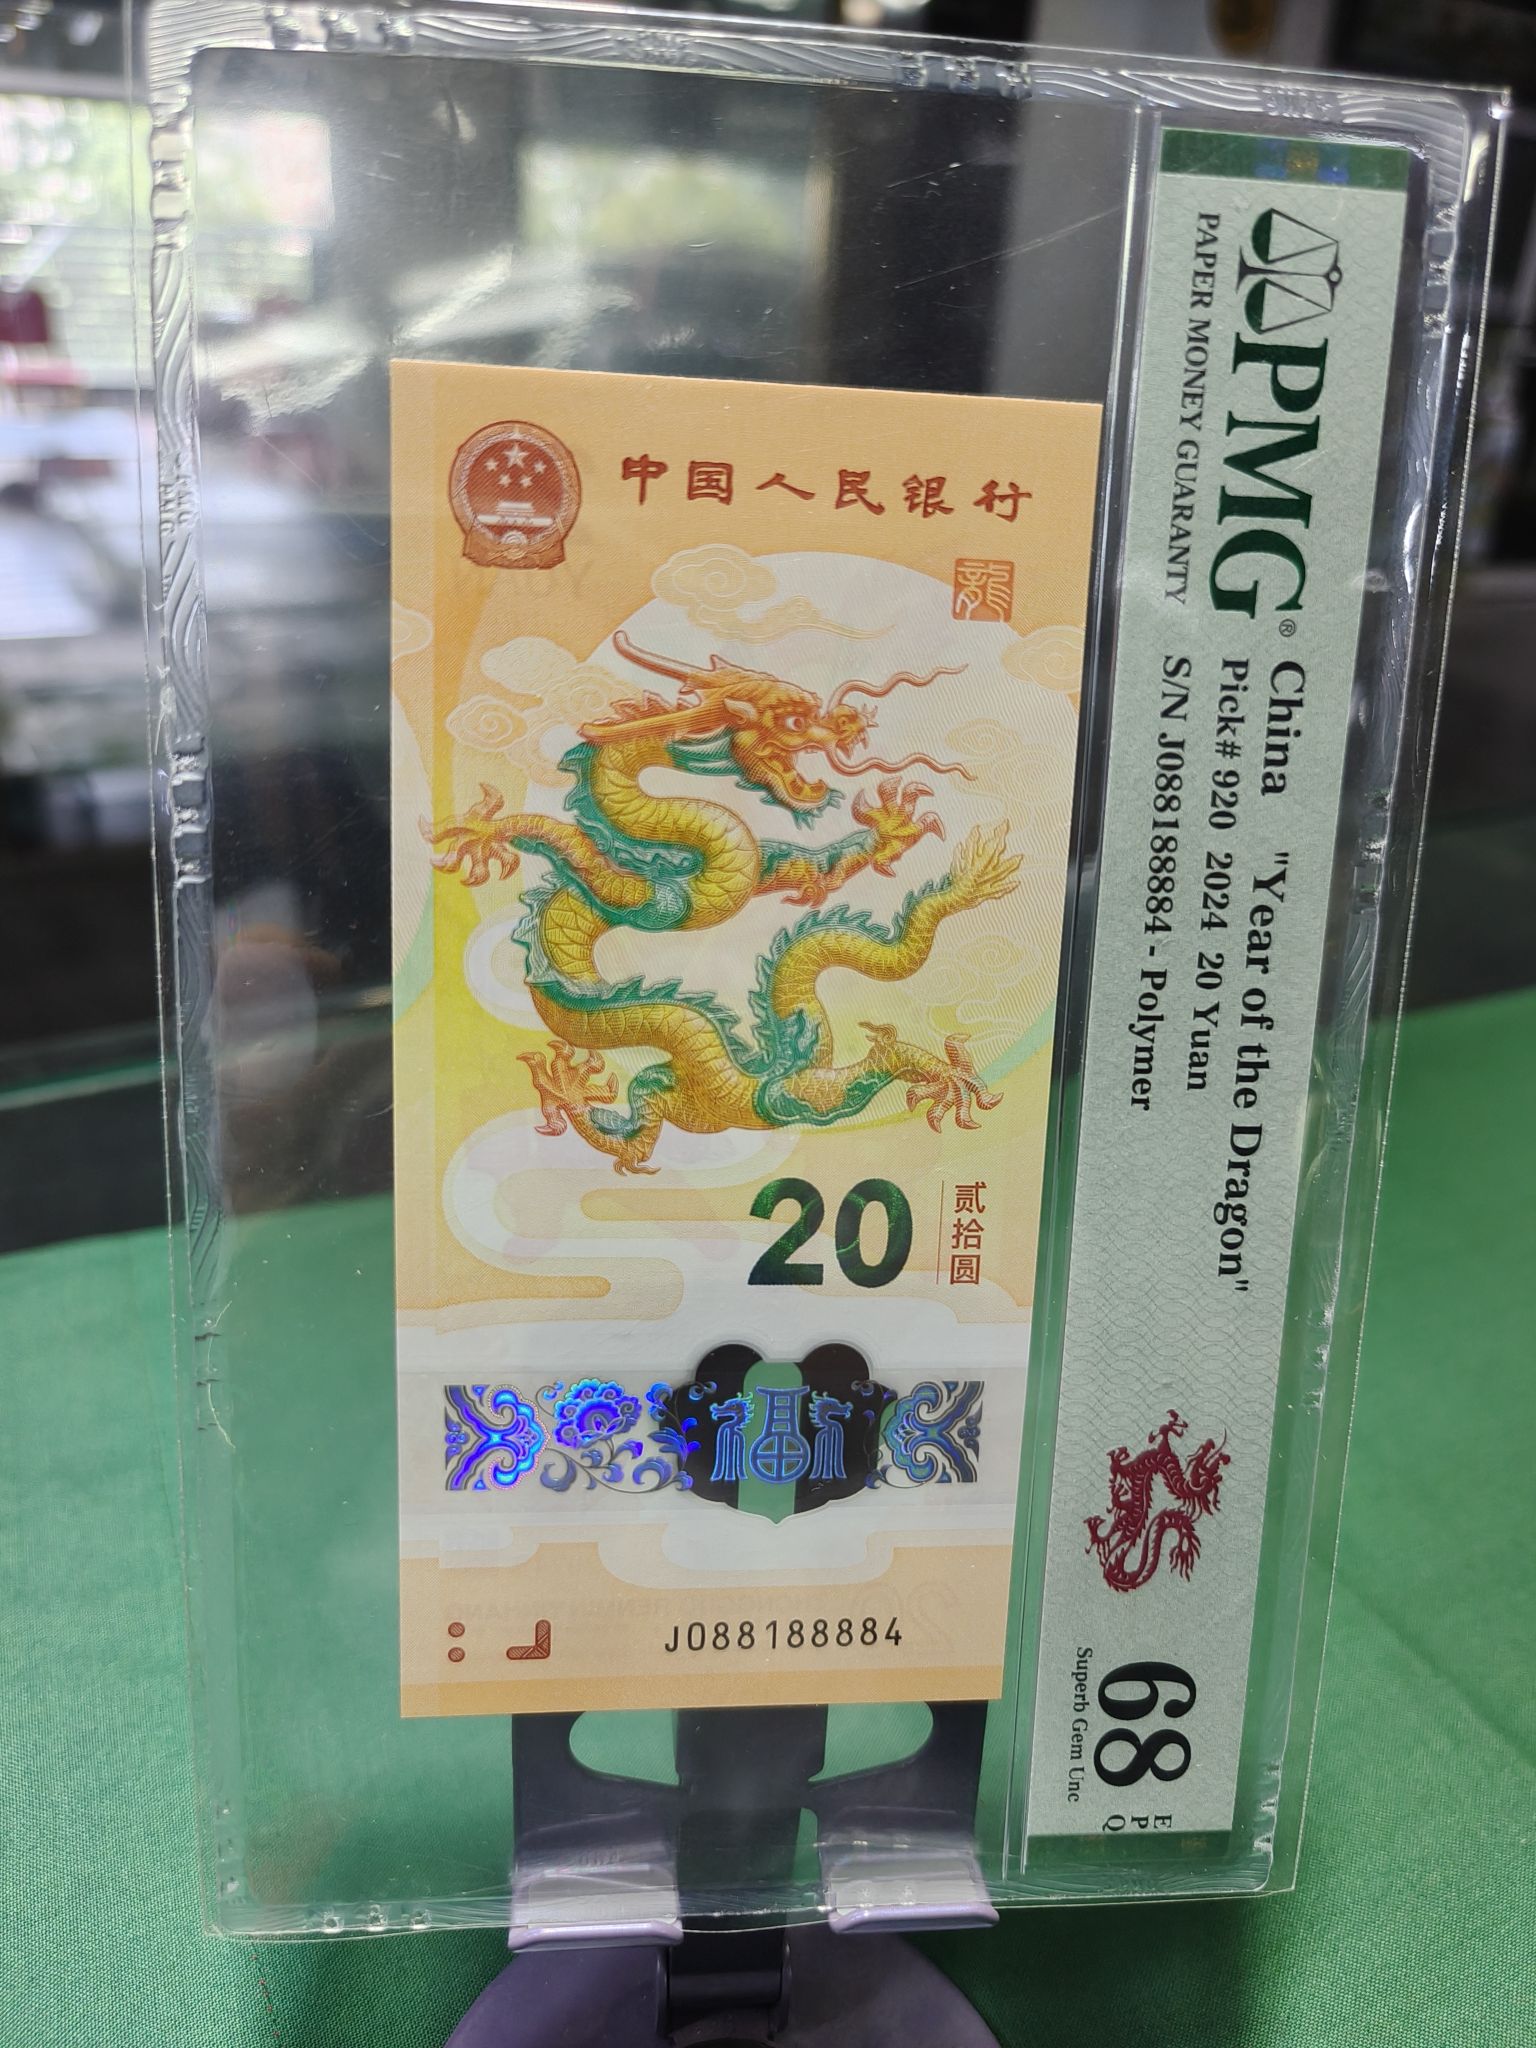 中国人民银行
龍
20
贰拾圆
福
J088188884
PMG®
PAPER MONEY GUARANTY
China "Year of the Dragon"
Pick# 920 2024 20 Yuan
S/N J088188884 - Polymer
68
EPQ
Superb Gem Unc